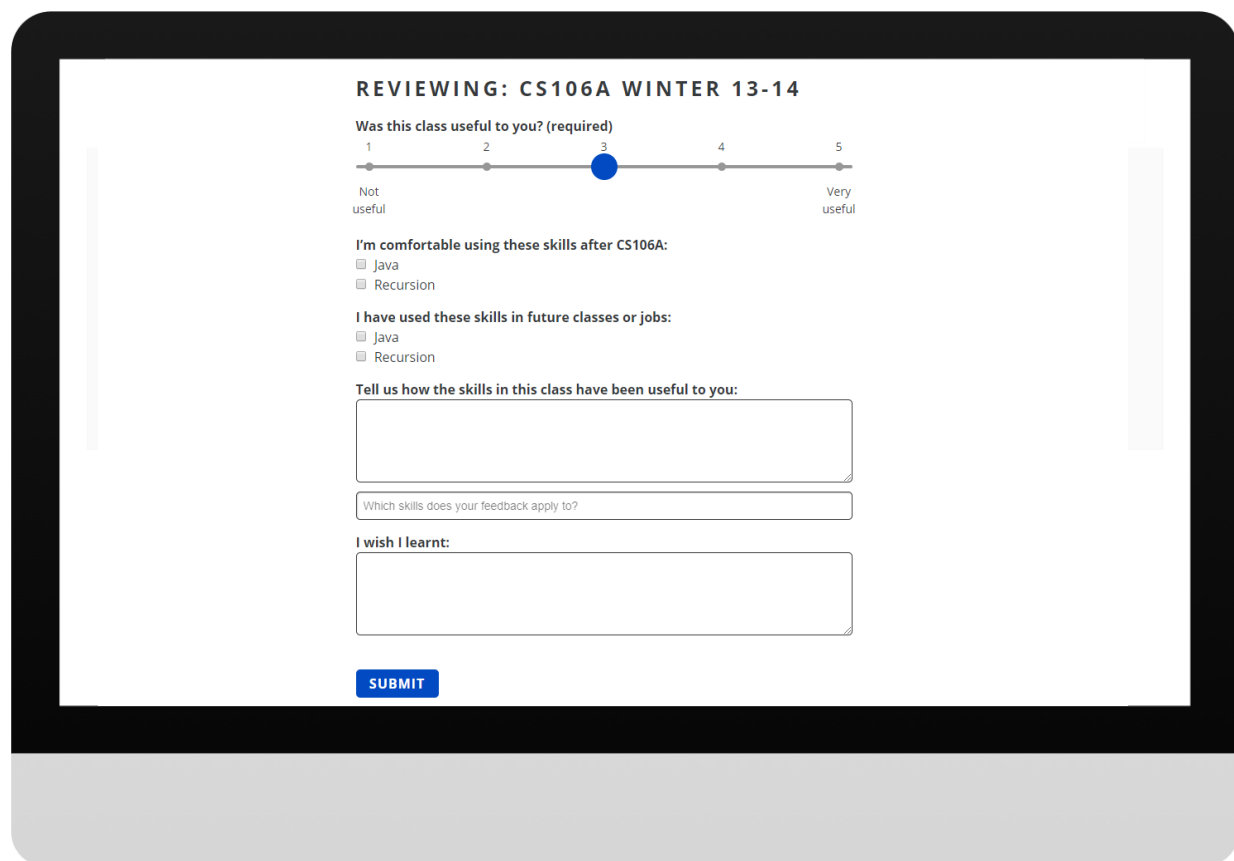 REVIEWING: CS106A WINTER 13-14
Was this class useful to you? (required)
1 2 3 4 5
Not Very
useful useful
I'm comfortable using these skills after CS106A:
Java
Recursion
I have used these skills in future classes or jobs:
Java
Recursion
Tell us how the skills in this class have been useful to you:
Which skills does your feedback apply to?
I wish I learnt:
SUBMIT